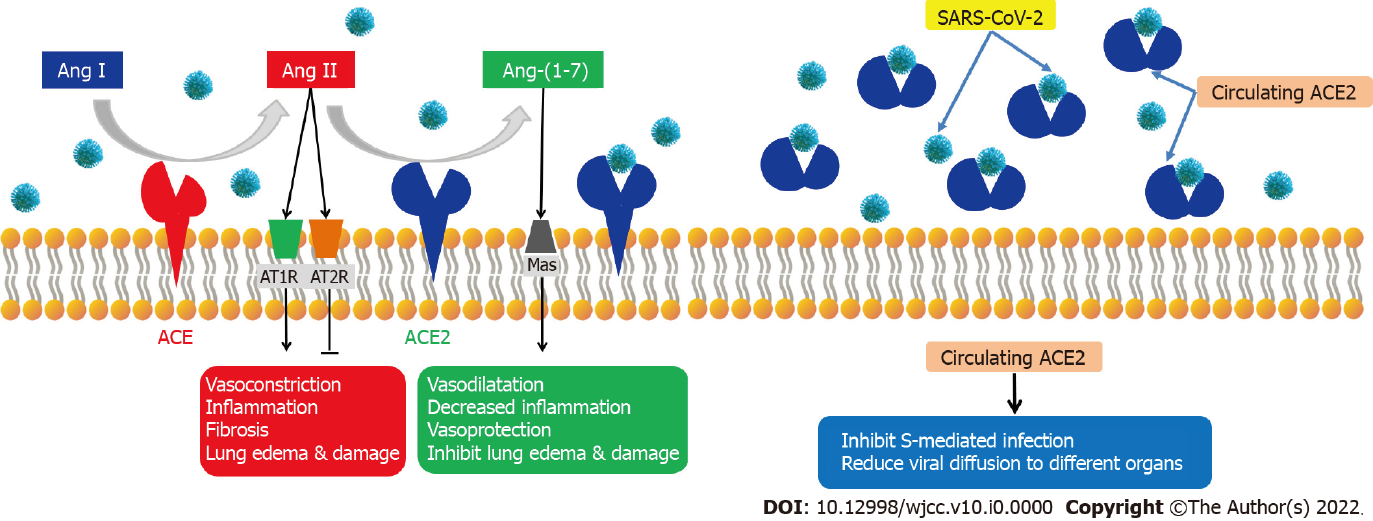 SARS-CoV-2
Ang I
Ang II
Ang-(1-7)
Circulating ACE2
AT1R
AT2R
Mas
ACE
ACE2
Vasoconstriction
Inflammation
Fibrosis
Lung edema & damage
Vasodilatation
Decreased inflammation
Vasoprotection
Inhibit lung edema & damage
Circulating ACE2
Inhibit S-mediated infection
Reduce viral diffusion to different organs
DOI: 10.12998/wjcc.v10.i0.0000 Copyright ©The Author(s) 2022.